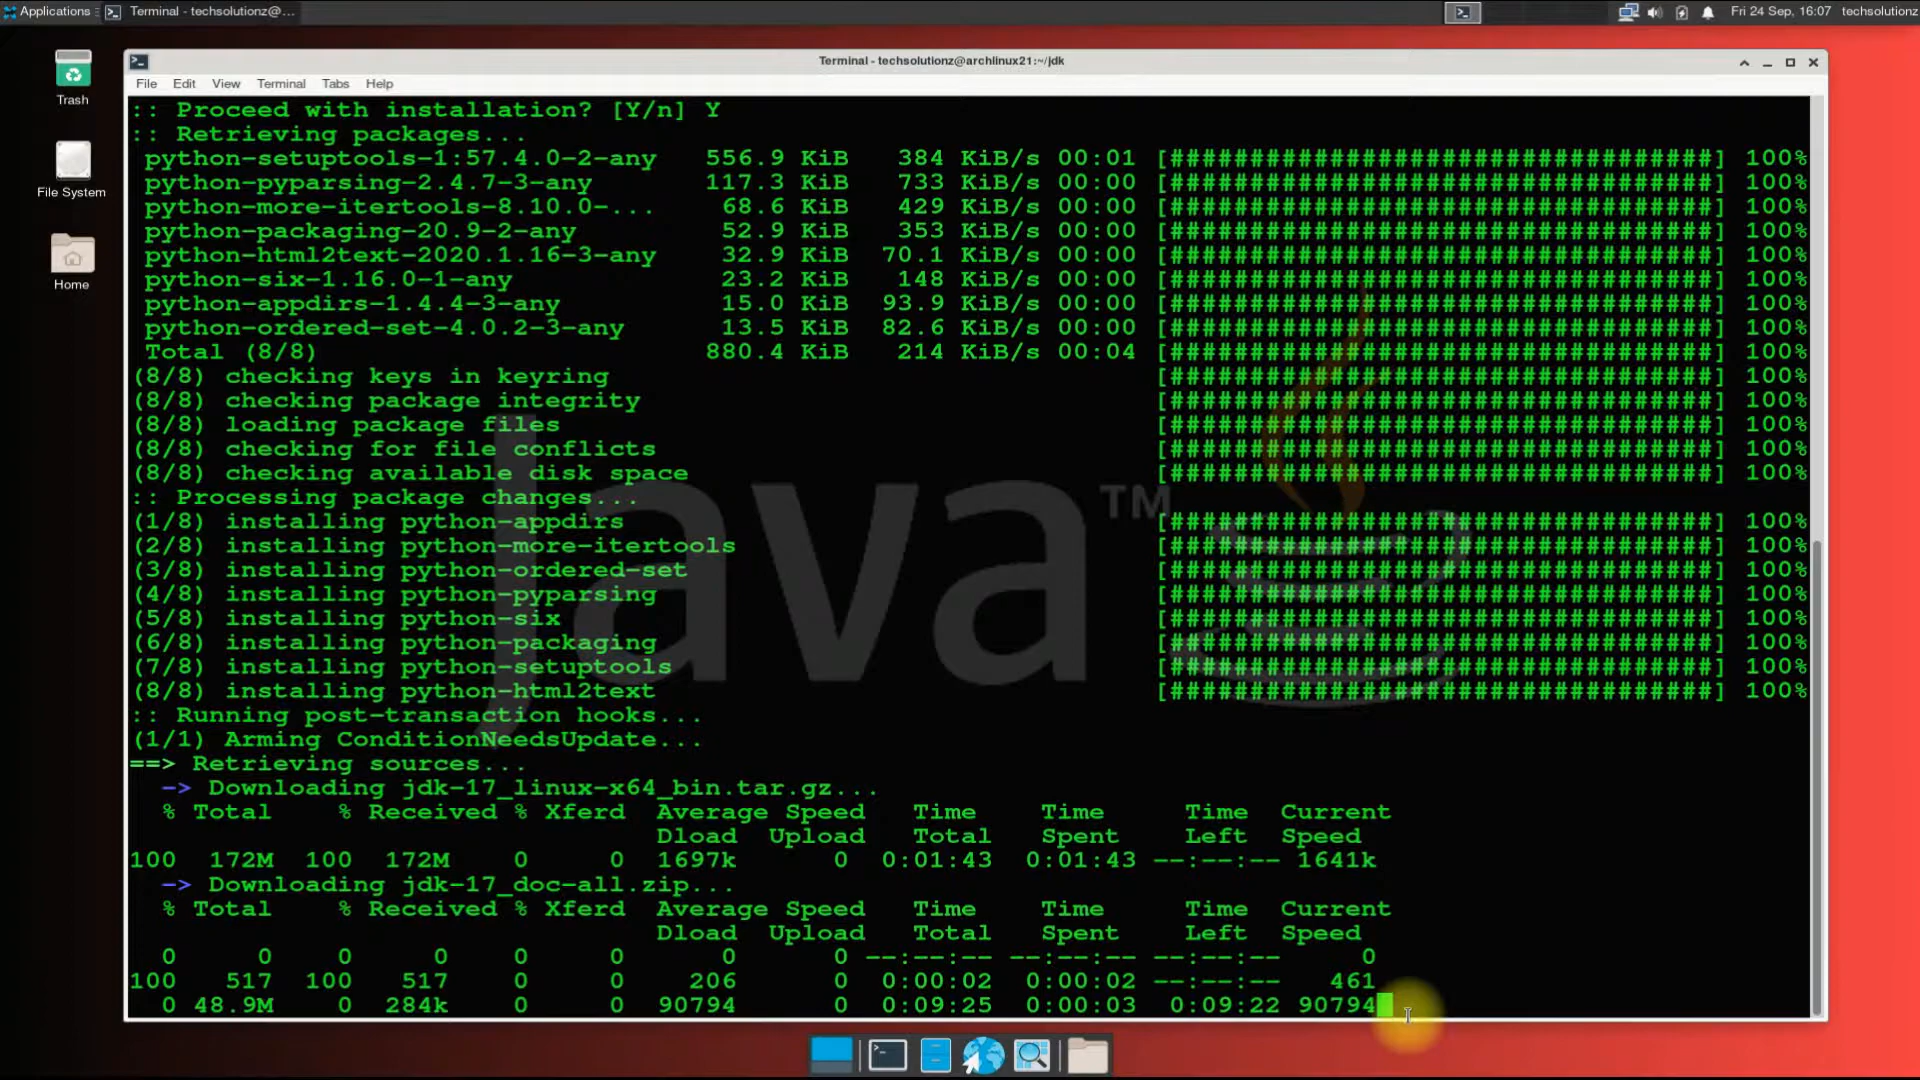 Applications
Terminal - techsolutionz@...
Fri 24 Sep, 16:07
techsolutionz
Trash
File System
Home
Terminal - techsolutionz@archlinux21:~/jdk
File Edit View Terminal Tabs Help
:: Proceed with installation? [Y/n] Y
:: Retrieving packages...
python-setuptools-1:57.4.0-2-any 556.9 KiB 384 KiB/s 00:01 [##################################] 100%
python-pyparsing-2.4.7-3-any 117.3 KiB 733 KiB/s 00:00 [##################################] 100%
python-more-itertools-8.10.0-... 68.6 KiB 429 KiB/s 00:00 [##################################] 100%
python-packaging-20.9-2-any 52.9 KiB 353 KiB/s 00:00 [##################################] 100%
python-html2text-2020.1.16-3-any 32.9 KiB 70.1 KiB/s 00:00 [##################################] 100%
python-six-1.16.0-1-any 23.2 KiB 148 KiB/s 00:00 [##################################] 100%
python-appdirs-1.4.4-3-any 15.0 KiB 93.9 KiB/s 00:00 [##################################] 100%
python-ordered-set-4.0.2-3-any 13.5 KiB 82.6 KiB/s 00:00 [##################################] 100%
Total (8/8) 880.4 KiB 214 KiB/s 00:04 [##################################] 100%
(8/8) checking keys in keyring [##################################] 100%
(8/8) checking package integrity [##################################] 100%
(8/8) loading package files [##################################] 100%
(8/8) checking for file conflicts [##################################] 100%
(8/8) checking available disk space [##################################] 100%
:: Processing package changes...
(1/8) installing python-appdirs [##################################] 100%
(2/8) installing python-more-itertools [##################################] 100%
(3/8) installing python-ordered-set [##################################] 100%
(4/8) installing python-pyparsing [##################################] 100%
(5/8) installing python-six [##################################] 100%
(6/8) installing python-packaging [##################################] 100%
(7/8) installing python-setuptools [##################################] 100%
(8/8) installing python-html2text [##################################] 100%
:: Running post-transaction hooks...
(1/1) Arming ConditionNeedsUpdate...
==> Retrieving sources...
-> Downloading jdk-17_linux-x64_bin.tar.gz...
% Total % Received % Xferd Average Speed Time Time Time Current
Dload Upload Total Spent Left Speed
100 172M 100 172M 0 0 1697k 0 0:01:43 0:01:43 --:--:-- 1641k
-> Downloading jdk-17_doc-all.zip...
% Total % Received % Xferd Average Speed Time Time Time Current
Dload Upload Total Spent Left Speed
0 0 0 0 0 0 0 0 --:--:-- --:--:-- --:--:-- 0
100 517 100 517 0 0 206 0 0:00:02 0:00:02 --:--:-- 461
0 48.9M 0 284k 0 0 90794 0 0:09:25 0:00:03 0:09:22 90794
Java™